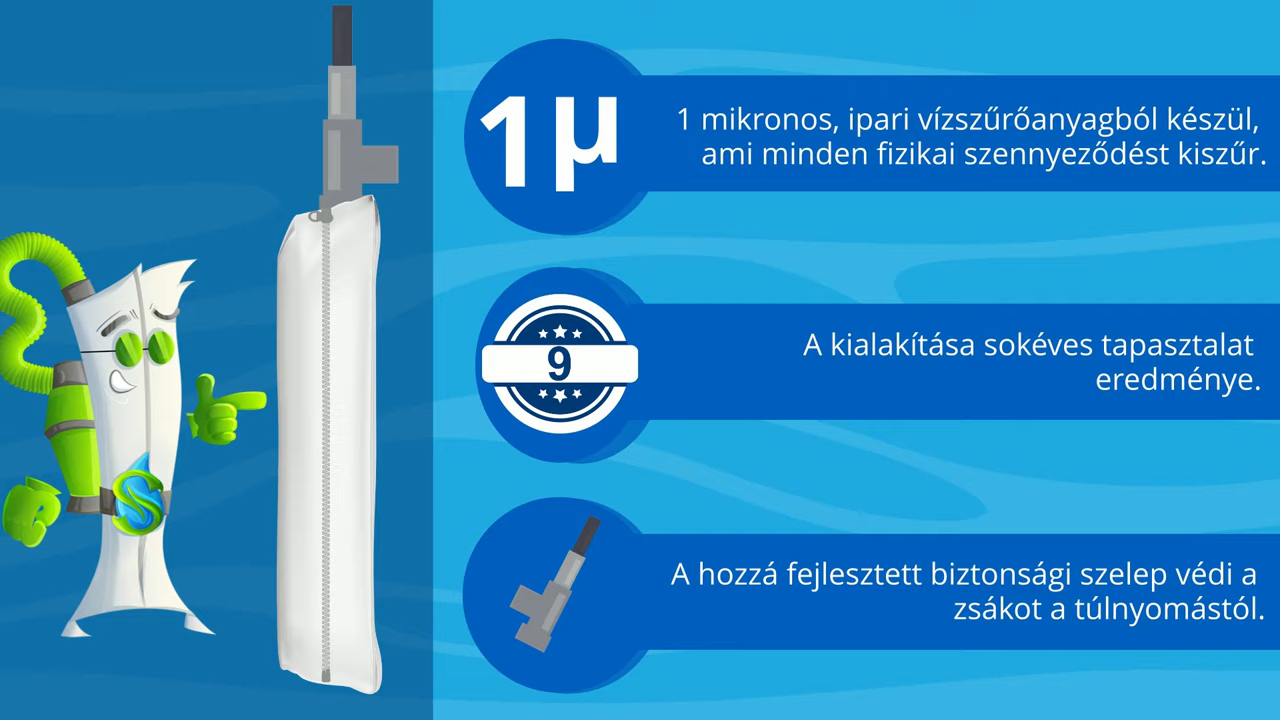 1µ
1 mikronos, ipari vízszűrőanyagból készül,
ami minden fizikai szennyeződést kiszűr.
9
A kialakítása sokéves tapasztalat
eredménye.
A hozzá fejlesztett biztonsági szelep védi a
zsákot a túlnyomástól.
S